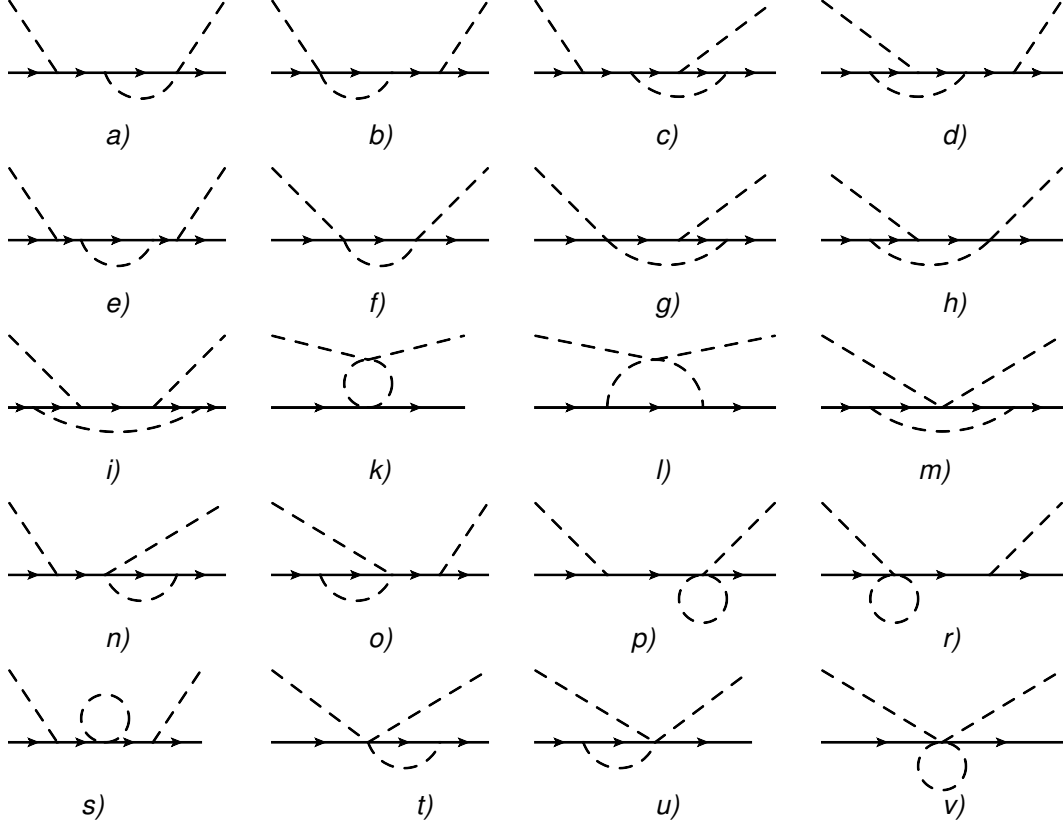 a) b) c) d)
e) f) g) h)
i) k) l) m)
n) o) p) r)
s) t) u) v)